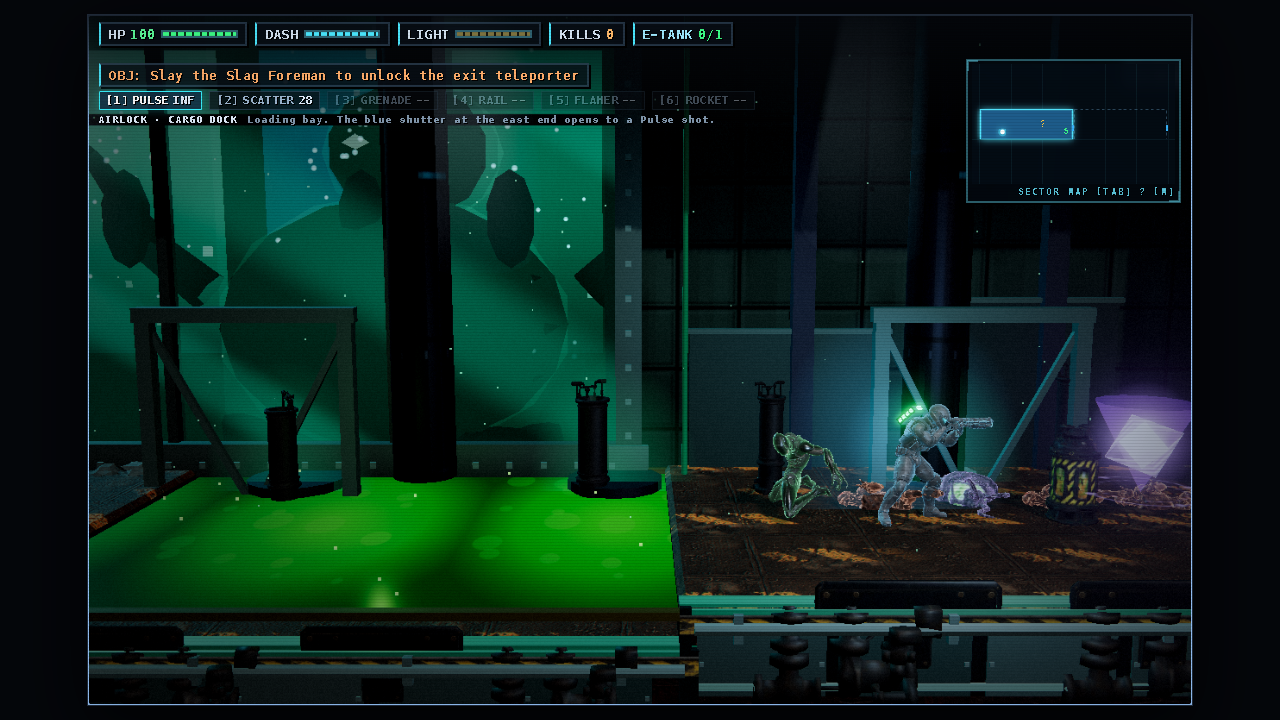 HP 100 DASH LIGHT KILLS 0 E-TANK 0/1
OBJ: Slay the Slag Foreman to unlock the exit teleporter
[1] PULSE INF [2] SCATTER 28 [3] GRENADE -- [4] RAIL -- [5] FLAMER -- [6] ROCKET --
AIRLOCK · CARGO DOCK Loading bay. The blue shutter at the east end opens to a Pulse shot.
? S
SECTOR MAP [TAB] ? [M]